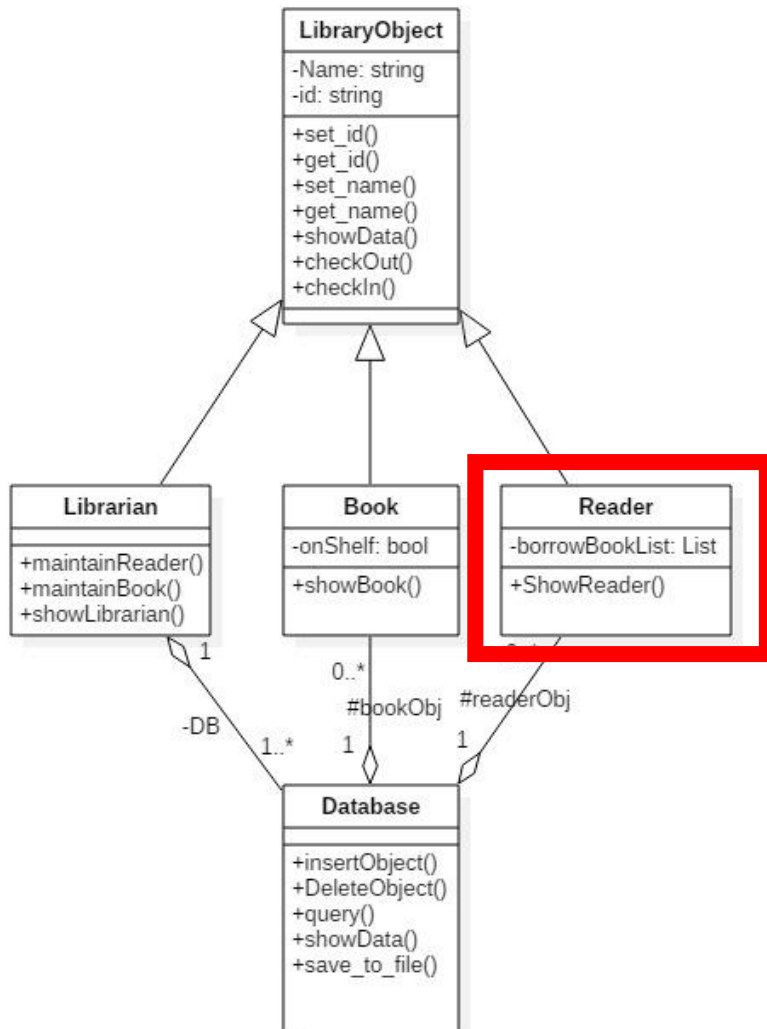 LibraryObject
-Name: string
-id: string
+set_id()
+get_id()
+set_name()
+get_name()
+showData()
+checkOut()
+checkIn()
Librarian
+maintainReader()
+maintainBook()
+showLibrarian()
Book
-onShelf: bool
+showBook()
Reader
-borrowBookList: List
+ShowReader()
1
0..*
#bookObj
#readerObj
-DB
1..*
1
1
Database
+insertObject()
+DeleteObject()
+query()
+showData()
+save_to_file()